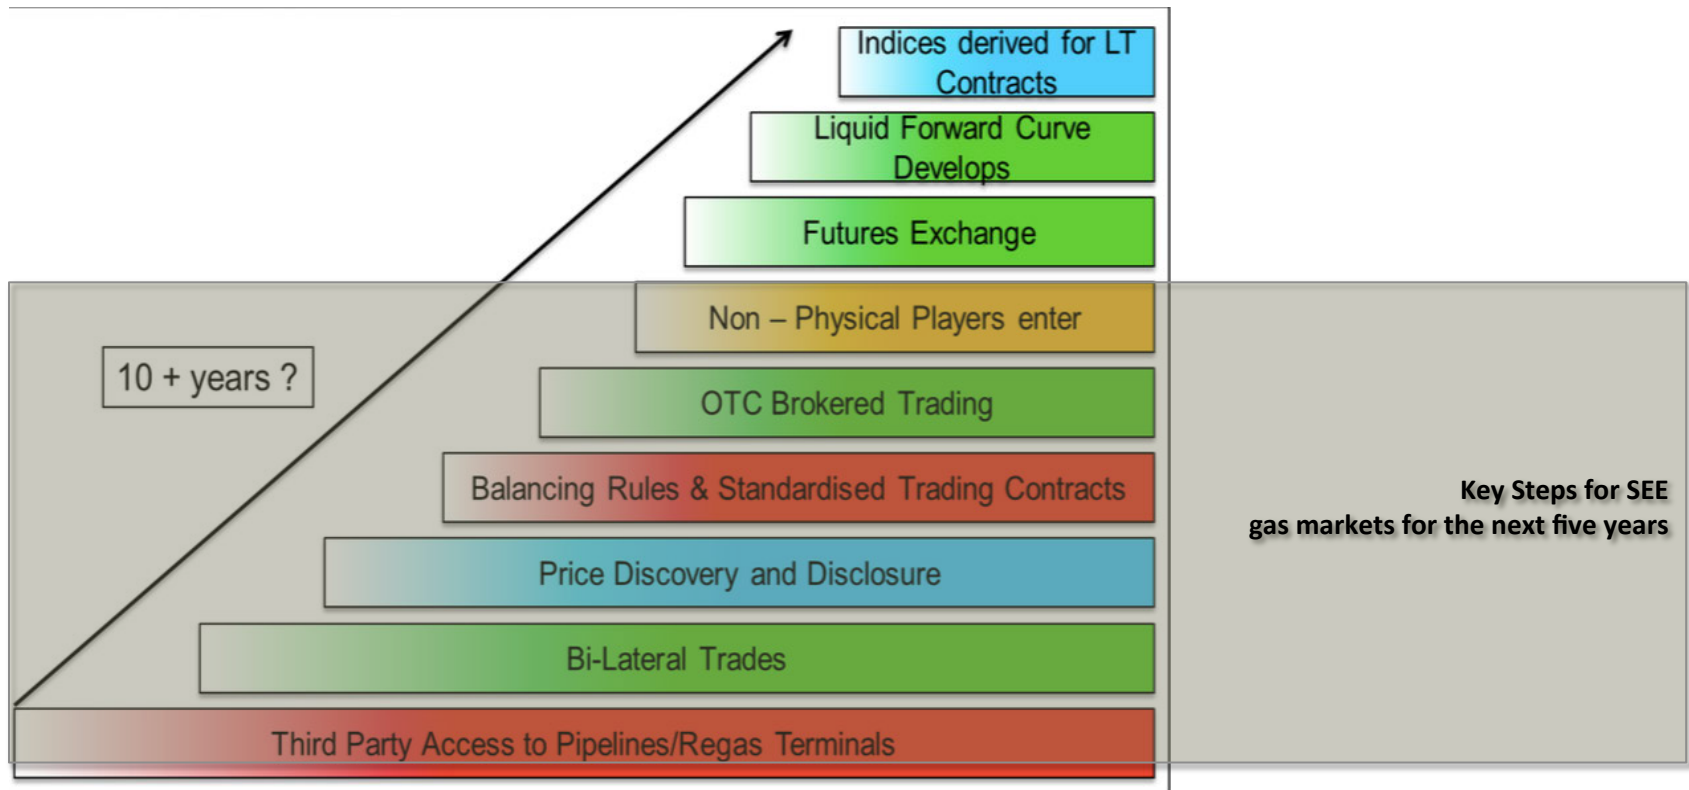 Indices derived for LT
Contracts
Liquid Forward Curve
Develops
Futures Exchange
Non – Physical Players enter
10 + years ?
OTC Brokered Trading
Balancing Rules & Standardised Trading Contracts
Key Steps for SEE
gas markets for the next five years
Price Discovery and Disclosure
Bi-Lateral Trades
Third Party Access to Pipelines/Regas Terminals